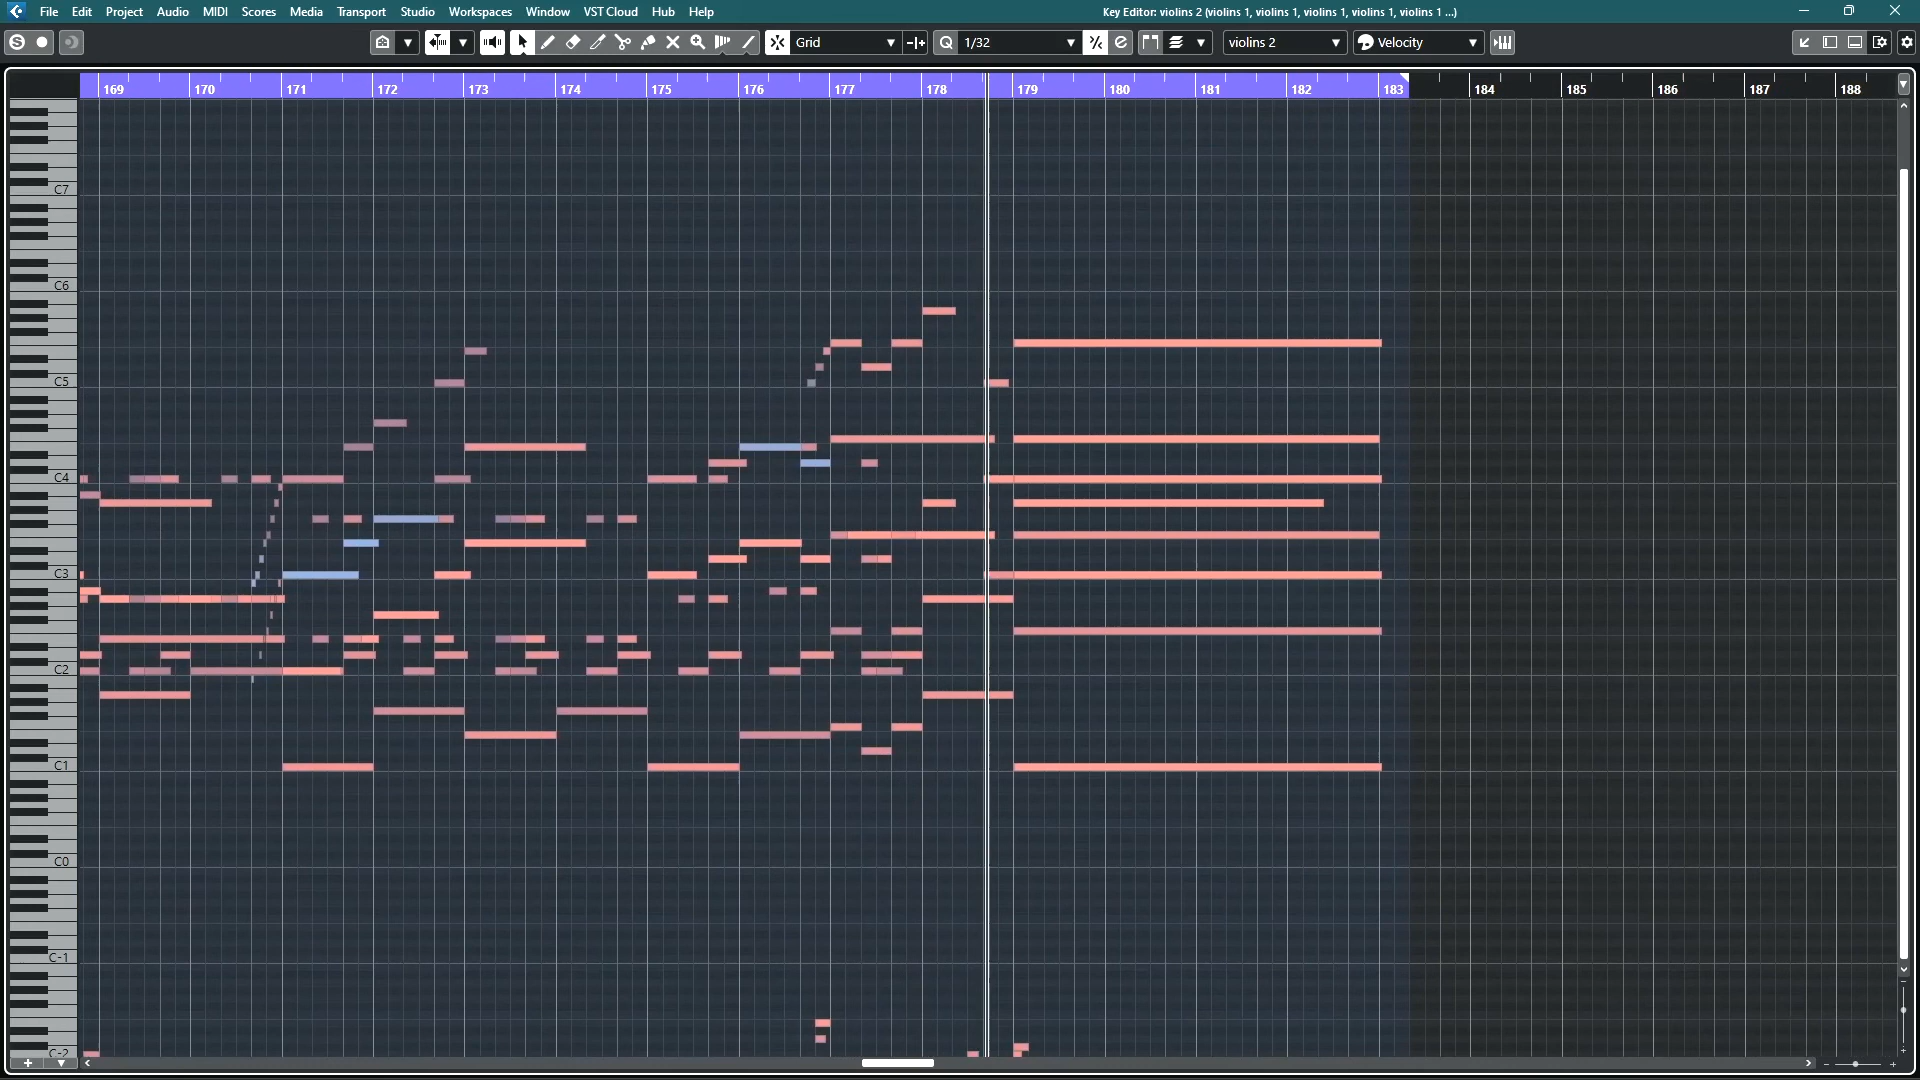 File Edit Project Audio MIDI Scores Media Transport Studio Workspaces Window VST Cloud Hub Help
Key Editor: violins 2 (violins 1, violins 1, violins 1, violins 1, violins 1 ...)
Grid
1/32
violins 2
Velocity
169 170 171 172 173 174 175 176 177 178 179 180 181 182 183 184 185 186 187 188
C7
C6
C5
C4
C3
C2
C1
C0
C-1
C-2